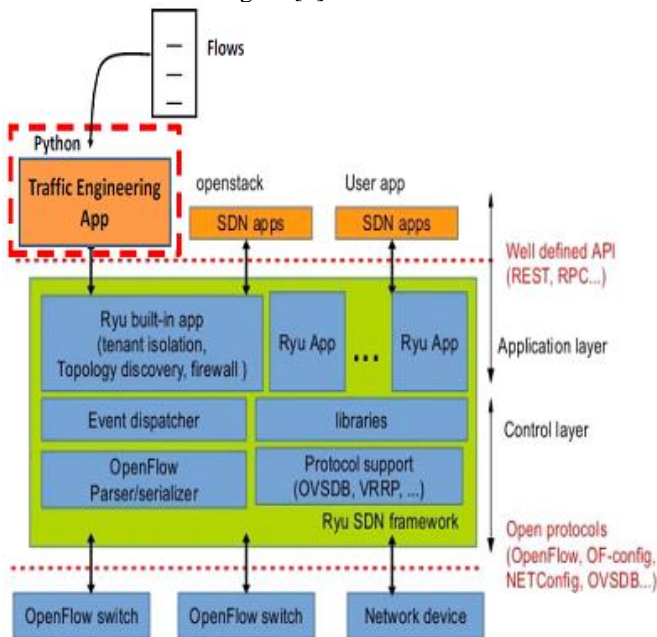 Flows
Python
Traffic Engineering
App
openstack
User app
SDN apps
SDN apps
Well defined API
(REST, RPC...)
Ryu built-in app
(tenant isolation,
Topology discovery, firewall )
Ryu App
...
Ryu App
Application layer
Event dispatcher
libraries
Control layer
OpenFlow
Parser/serializer
Protocol support
(OVSDB, VRRP, ...)
Ryu SDN framework
Open protocols
(OpenFlow, OF-config,
NETConfig, OVSDB...)
OpenFlow switch
OpenFlow switch
Network device